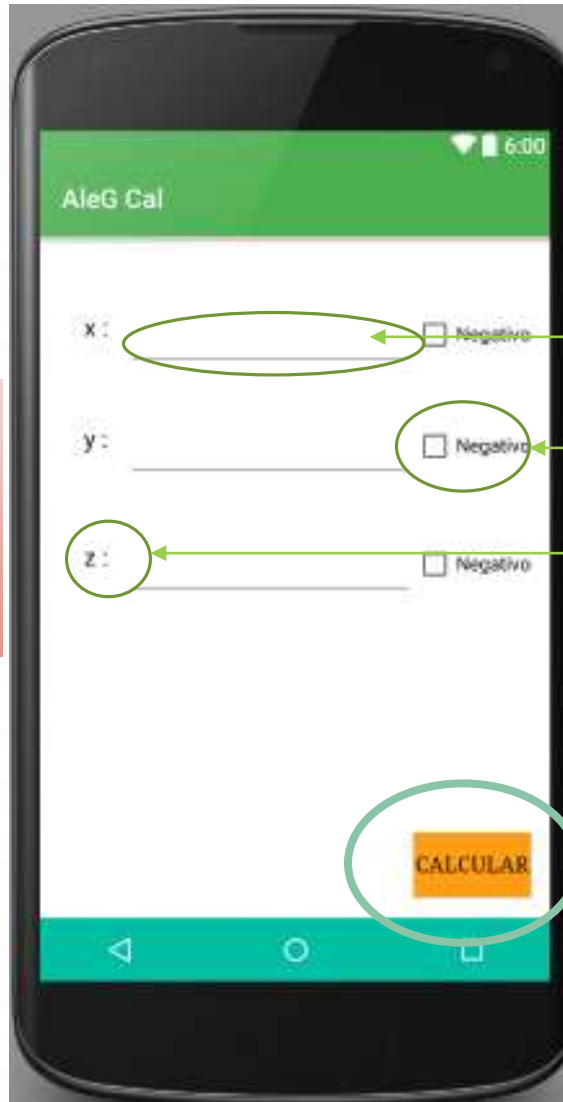 6:00
AleG Cal
x : Negativo
y : Negativo
z : Negativo
CALCULAR